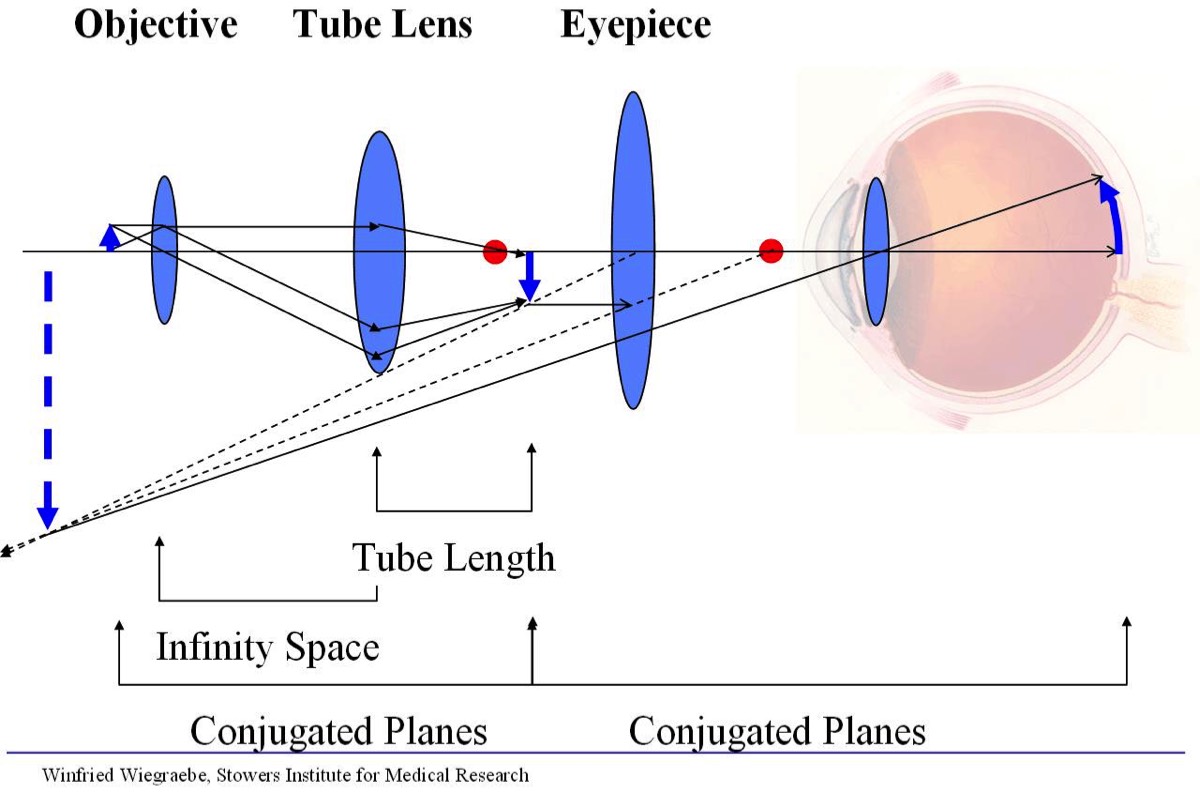 Objective Tube Lens Eyepiece
Tube Length
Infinity Space
Conjugated Planes Conjugated Planes
Winfried Wiegraebe, Stowers Institute for Medical Research